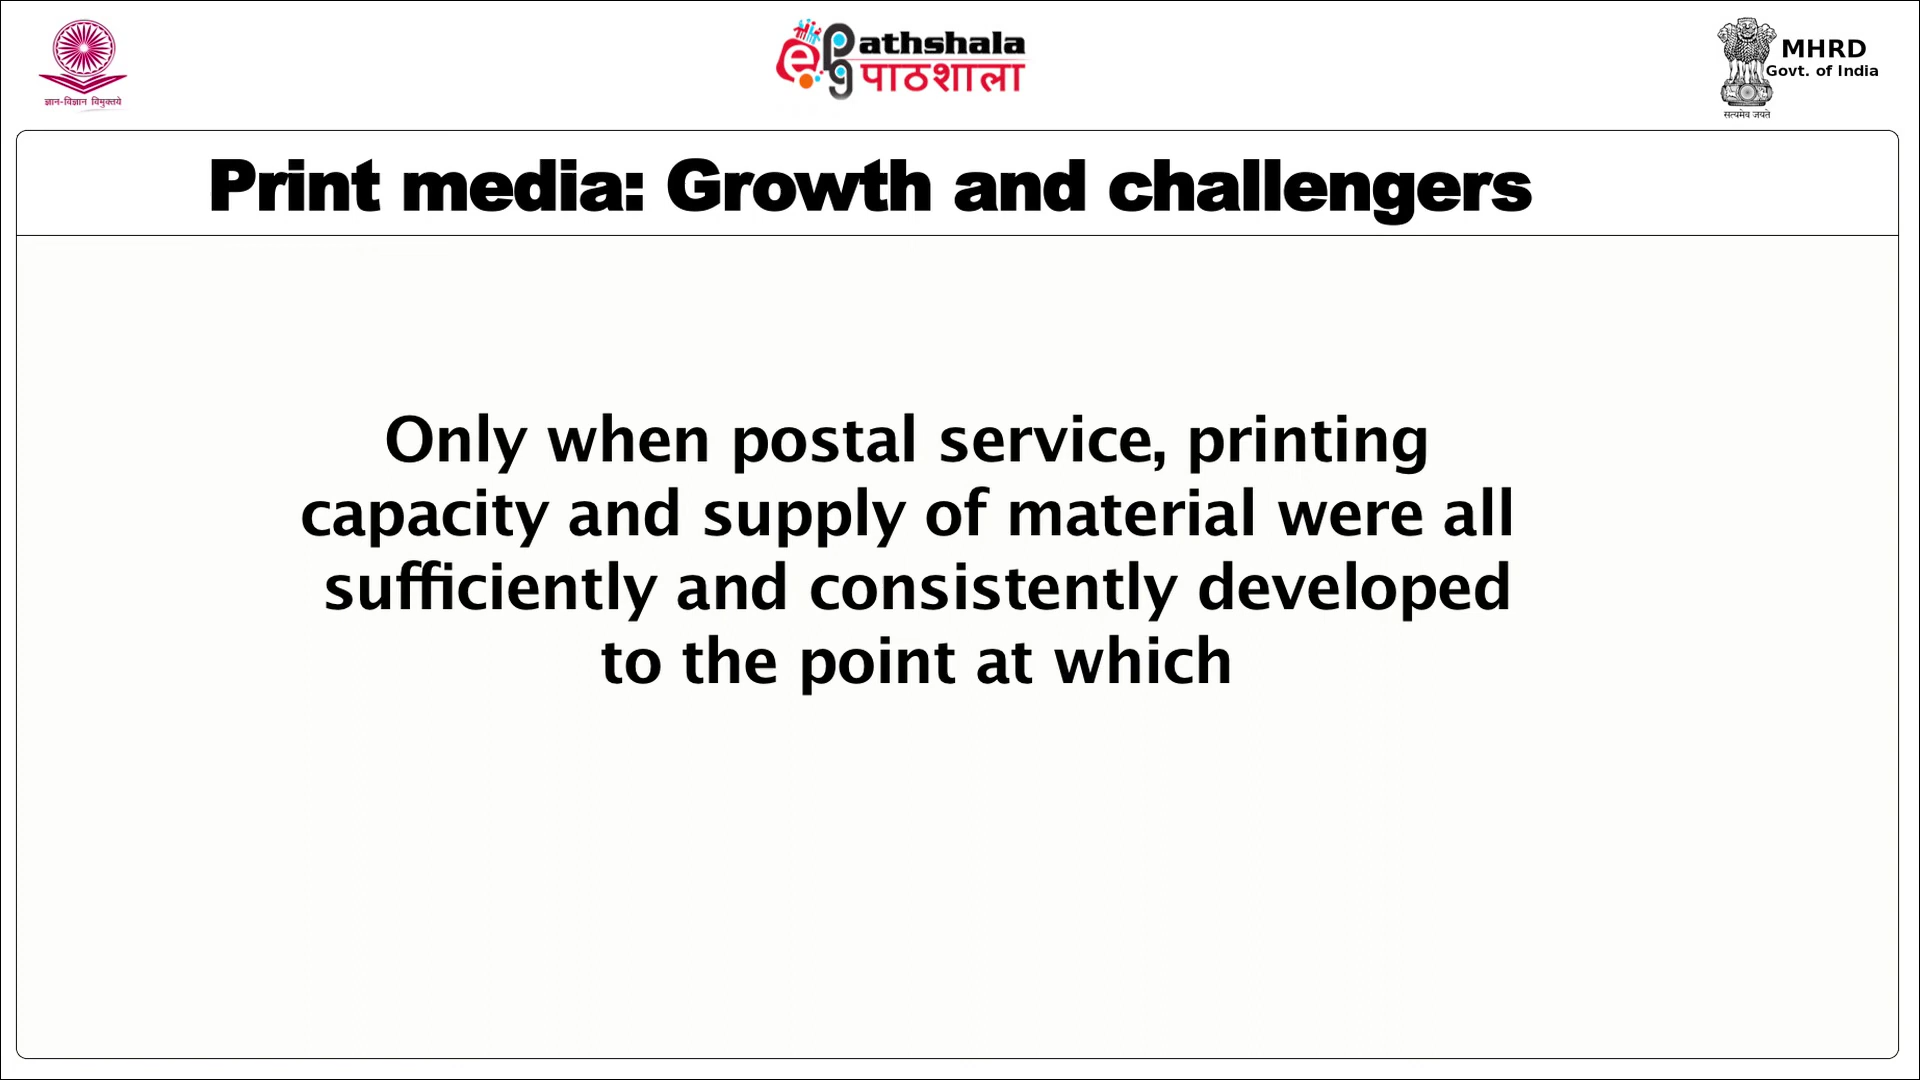 ज्ञान-विज्ञान विमुक्तये
epg athshala
पाठशाला
MHRD
Govt. of India
सत्यमेव जयते
Print media: Growth and challengers
Only when postal service, printing
capacity and supply of material were all
sufficiently and consistently developed
to the point at which